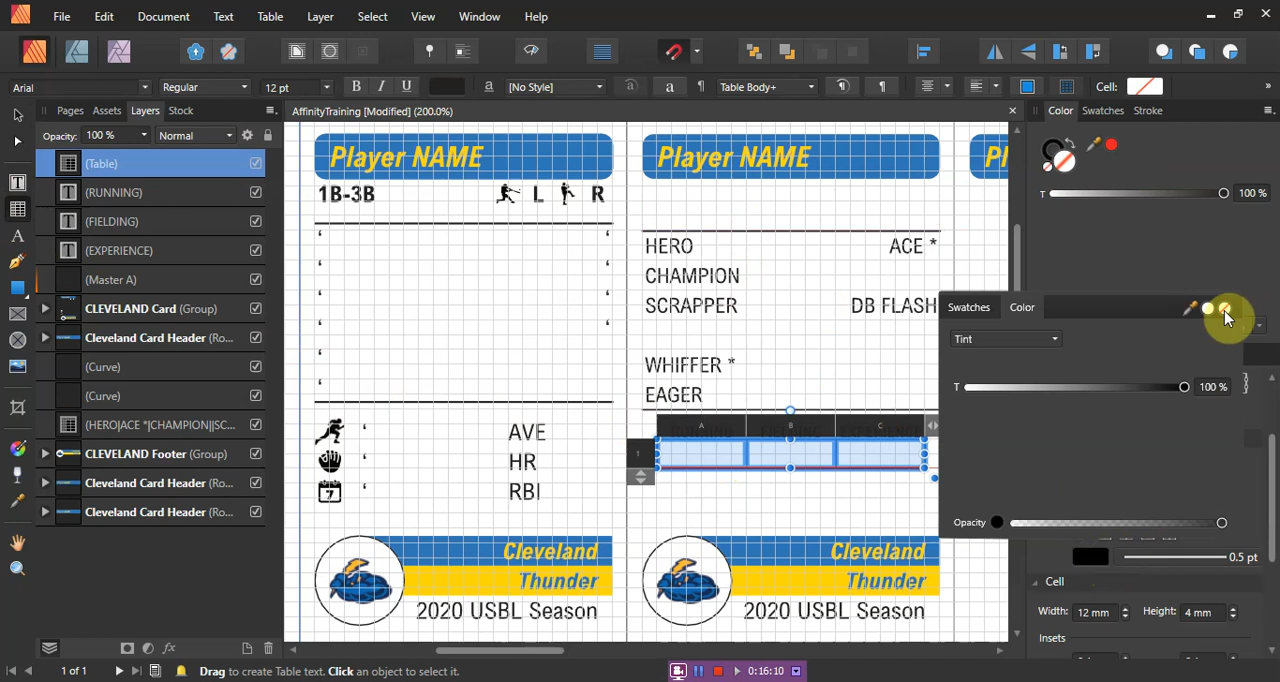 File Edit Document Text Table Layer Select View Window Help
Arial Regular 12 pt B I U a [No Style] a a ¶ Table Body+ ¶ Cell: »
Pages Assets Layers Stock
AffinityTraining [Modified] (200.0%)
Color Swatches Stroke
Opacity: 100 % Normal
(Table)
(RUNNING)
(FIELDING)
(EXPERIENCE)
(Master A)
CLEVELAND Card (Group)
Cleveland Card Header (Ro...
(Curve)
(Curve)
(HERO|ACE *|CHAMPION||SC...
CLEVELAND Footer (Group)
Cleveland Card Header (Ro...
Cleveland Card Header (Ro...
Player NAME
1B-3B L R
AVE
HR
RBI
Cleveland
Thunder
2020 USBL Season
Player NAME
HERO ACE *
CHAMPION
SCRAPPER DB FLASH
WHIFFER *
EAGER
A B C
RUNNING FIELDING EXPERIENCE
1
Cleveland
Thunder
2020 USBL Season
Pl
T 100 %
Swatches Color
Tint
T 100 %
Opacity
0.5 pt
Cell
Width: 12 mm Height: 4 mm
Insets
1 of 1 Drag to create Table text. Click an object to select it.
0:16:10